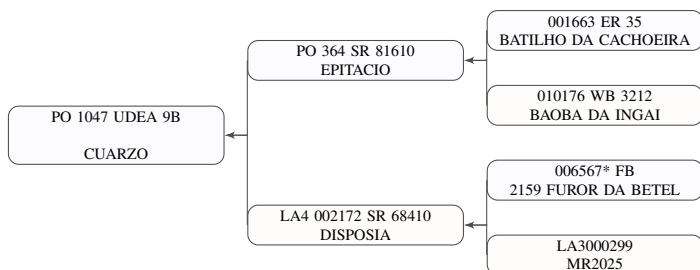 001663 ER 35
BATILHO DA CACHOEIRA
PO 364 SR 81610
EPITACIO
010176 WB 3212
BAOBA DA INGAI
PO 1047 UDEA 9B
CUARZO
006567* FB
2159 FUROR DA BETEL
LA4 002172 SR 68410
DISPOSIA
LA3000299
MR2025